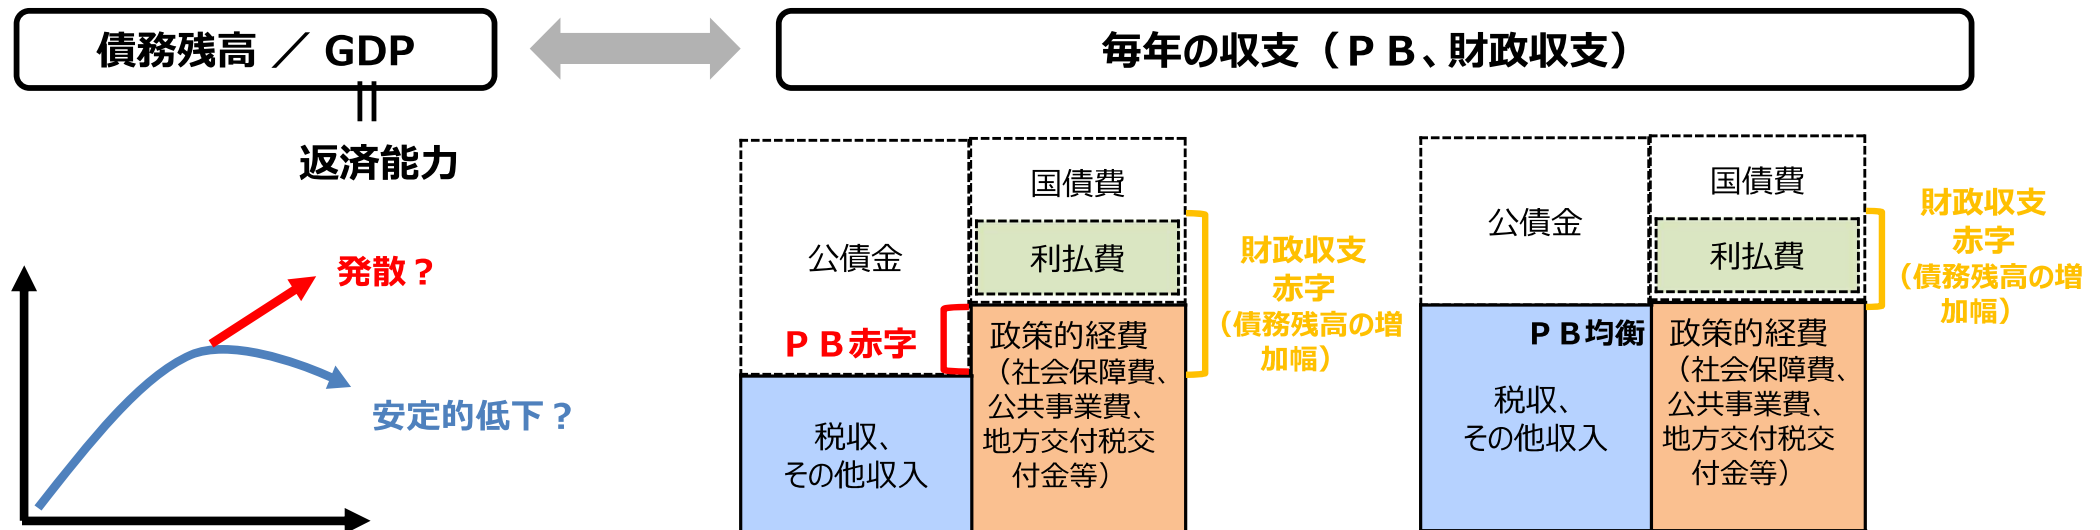 債務残高 ／ GDP
毎年の収支（ＰＢ、財政収支）
返済能力
発散？
安定的低下？
公債金
国債費
利払費
ＰＢ赤字
政策的経費
（社会保障費、
公共事業費、
地方交付税交
付金等）
税収、
その他収入
財政収支
赤字
（債務残高の増
加幅）
公債金
国債費
利払費
ＰＢ均衡
政策的経費
（社会保障費、
公共事業費、
地方交付税交
付金等）
税収、
その他収入
財政収支
赤字
（債務残高の増
加幅）